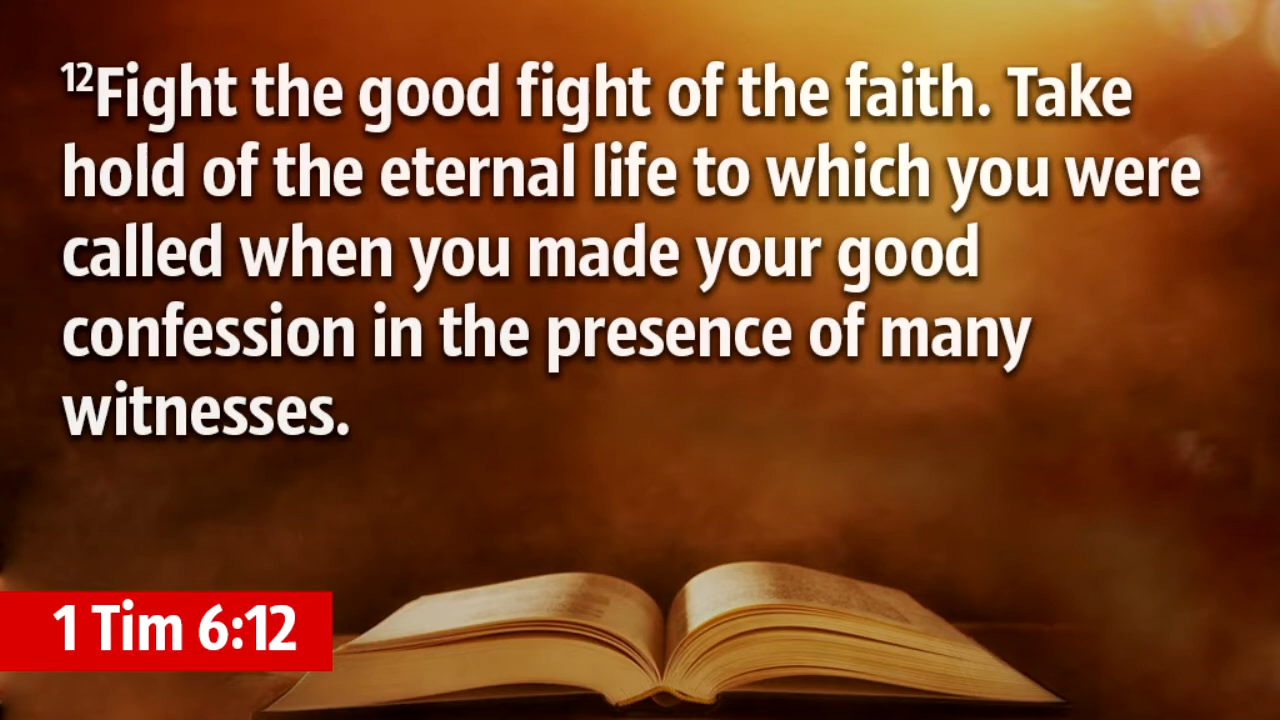 ¹²Fight the good fight of the faith. Take
hold of the eternal life to which you were
called when you made your good
confession in the presence of many
witnesses.
1 Tim 6:12